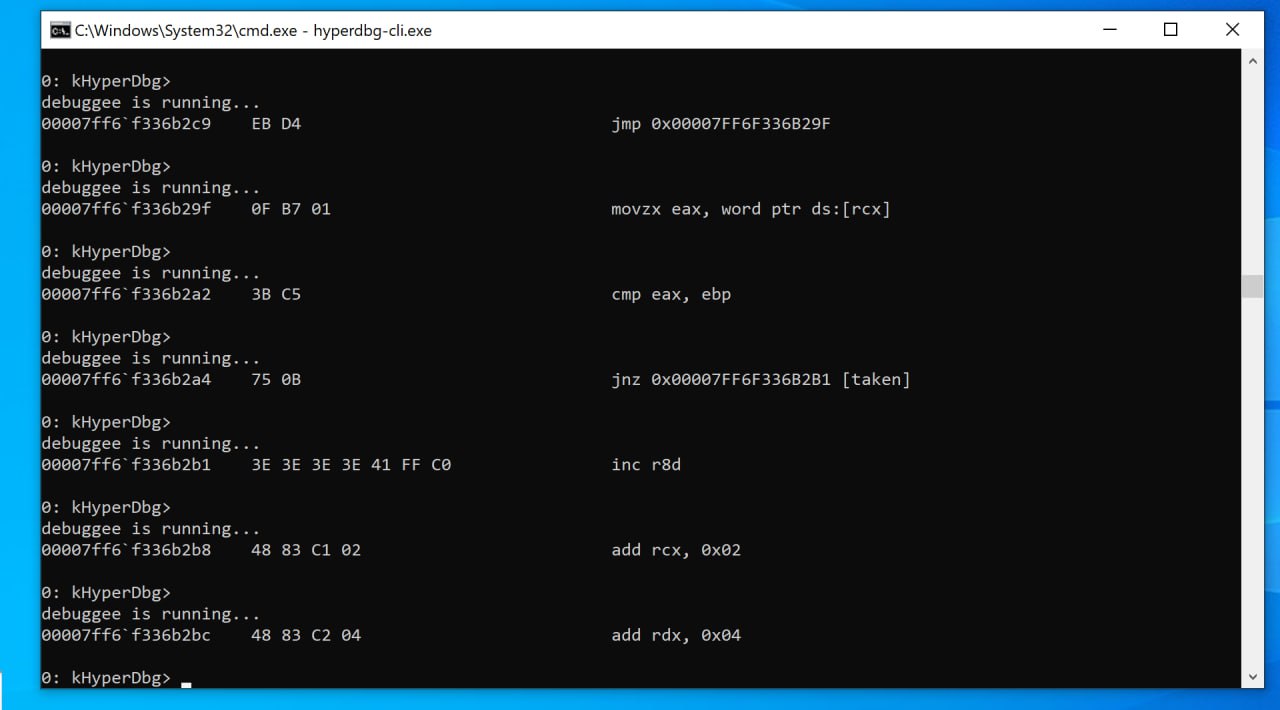 C:\Windows\System32\cmd.exe - hyperdbg-cli.exe
0: kHyperDbg>
debuggee is running...
00007ff6`f336b2c9    EB D4                               jmp 0x00007FF6F336B29F
0: kHyperDbg>
debuggee is running...
00007ff6`f336b29f    0F B7 01                            movzx eax, word ptr ds:[rcx]
0: kHyperDbg>
debuggee is running...
00007ff6`f336b2a2    3B C5                               cmp eax, ebp
0: kHyperDbg>
debuggee is running...
00007ff6`f336b2a4    75 0B                               jnz 0x00007FF6F336B2B1 [taken]
0: kHyperDbg>
debuggee is running...
00007ff6`f336b2b1    3E 3E 3E 3E 41 FF C0                inc r8d
0: kHyperDbg>
debuggee is running...
00007ff6`f336b2b8    48 83 C1 02                         add rcx, 0x02
0: kHyperDbg>
debuggee is running...
00007ff6`f336b2bc    48 83 C2 04                         add rdx, 0x04
0: kHyperDbg>